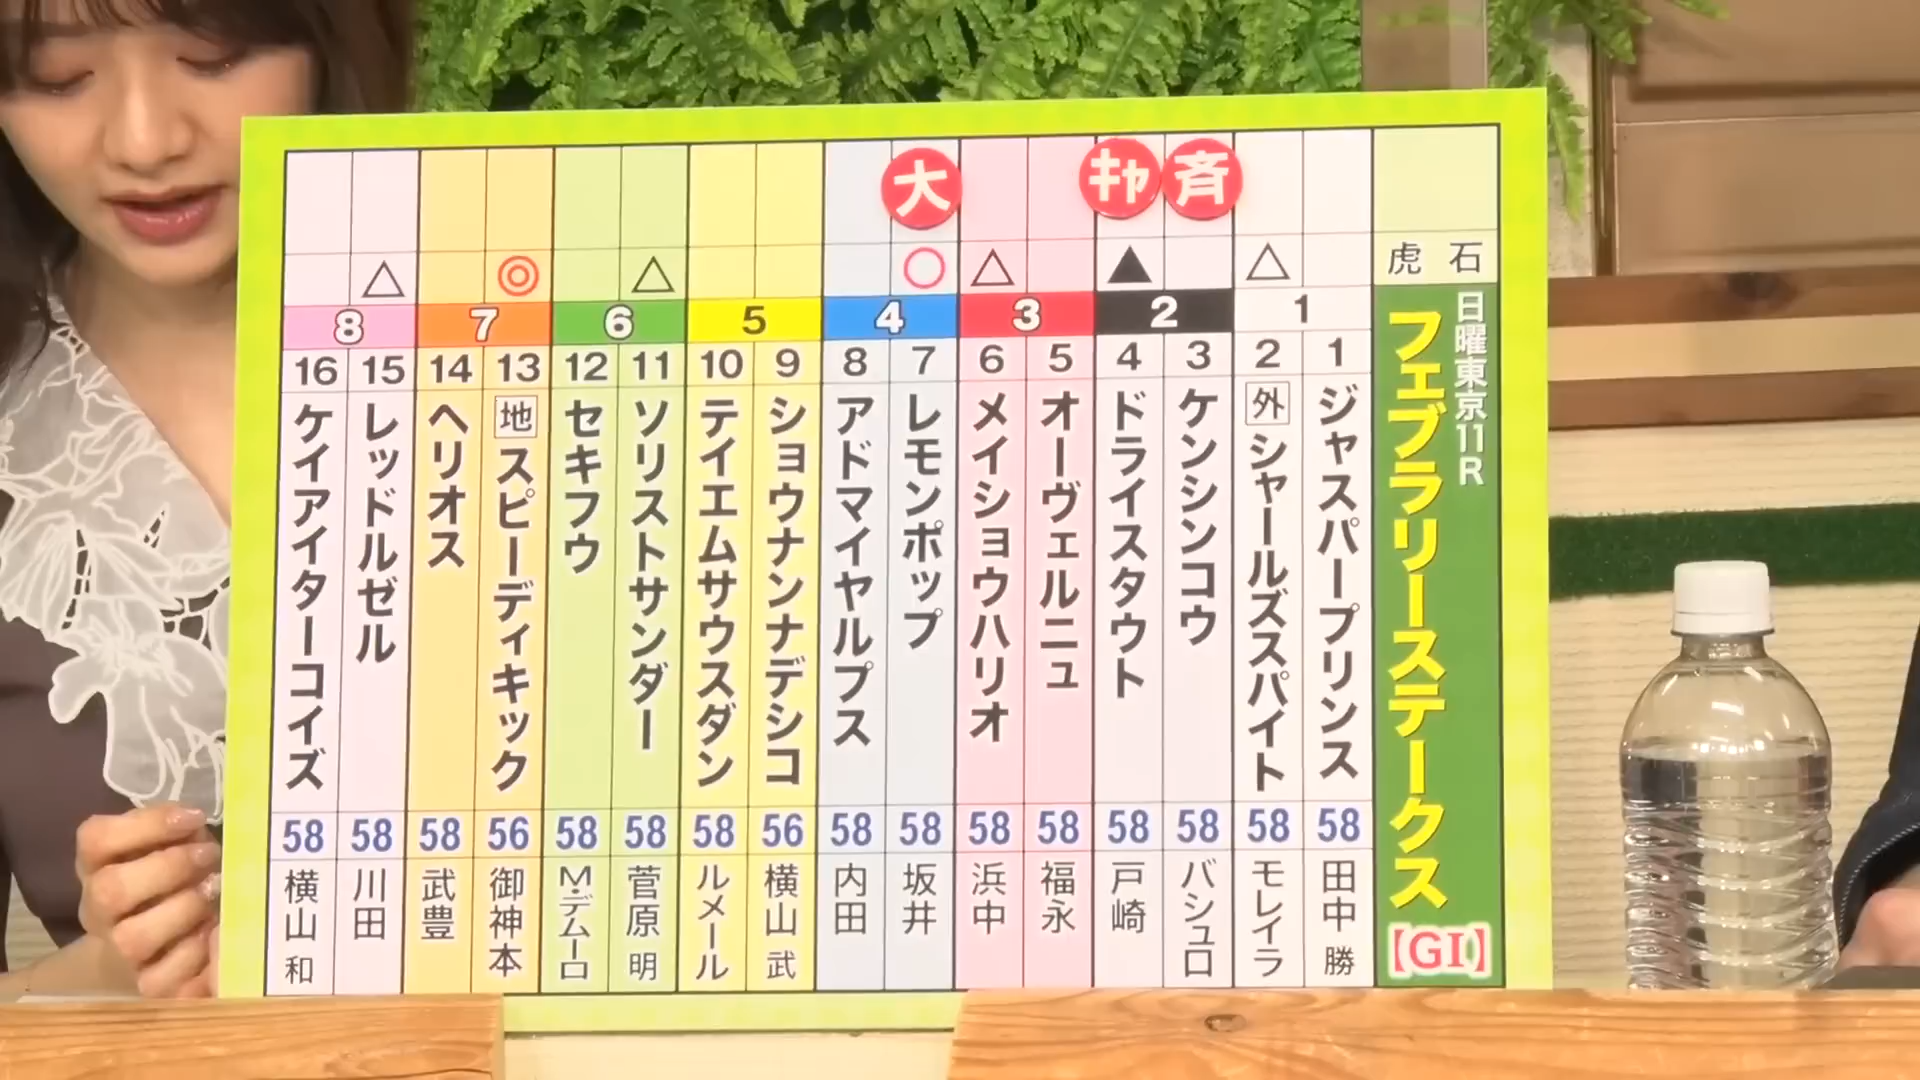 日曜東京11R
フェブラリーステークス
【GI】
虎石
1
1
ジャスパープリンス
58
田中勝
△
2
外シャールズスパイト
58
モレイラ
斉
2
3
ケンシンコウ
58
バシュロ
キャ
▲
4
ドライスタウト
58
戸崎
3
5
オーヴェルニュ
58
福永
△
6
メイショウハリオ
58
浜中
大
○
4
7
レモンポップ
58
坂井
8
アドマイヤルプス
58
内田
5
9
ショウナンナデシコ
56
横山武
10
テイエムサウスダン
58
ルメール
△
6
11
ソリストサンダー
58
菅原明
12
セキフウ
58
M・デムーロ
◎
7
13
地スピーディキック
56
御神本
14
ヘリオス
58
武豊
△
8
15
レッドルゼル
58
川田
16
ケイアイターコイズ
58
横山和